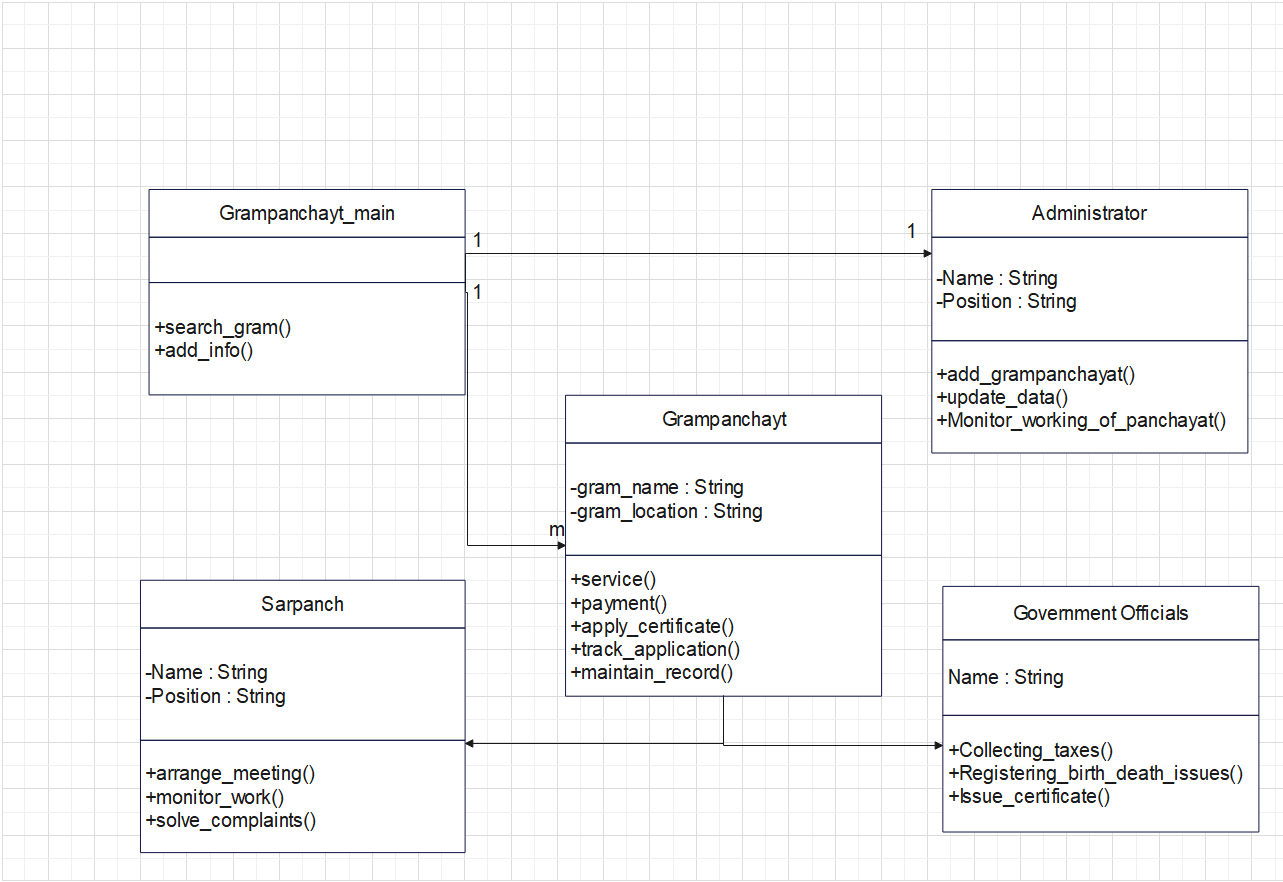 Grampanchayt_main
+search_gram()
+add_info()
1
1
1
Administrator
-Name : String
-Position : String
+add_grampanchayat()
+update_data()
+Monitor_working_of_panchayat()
Grampanchayt
-gram_name : String
-gram_location : String
m
+service()
+payment()
+apply_certificate()
+track_application()
+maintain_record()
Sarpanch
-Name : String
-Position : String
+arrange_meeting()
+monitor_work()
+solve_complaints()
Government Officials
Name : String
+Collecting_taxes()
+Registering_birth_death_issues()
+Issue_certificate()